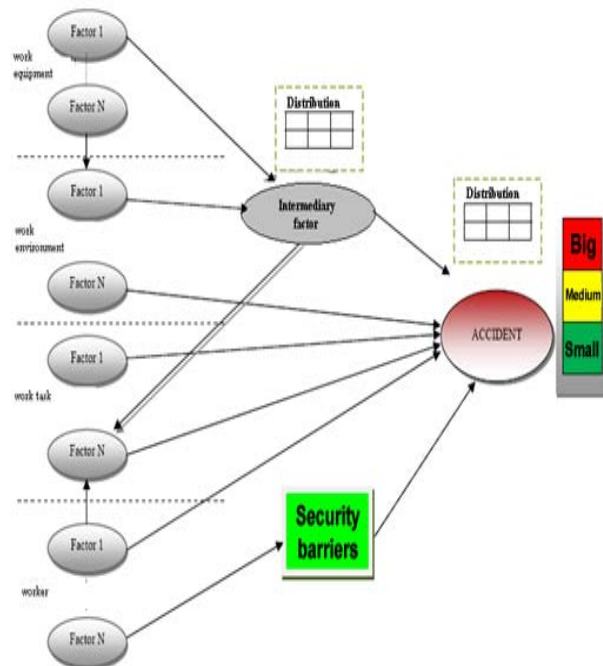 Factor 1
work
equipment
Factor N
Factor 1
work
environment
Factor N
Factor 1
work task
Factor N
Factor 1
worker
Factor N
Distribution
Intermediary
factor
Distribution
ACCIDENT
Big
Medium
Small
Security
barriers